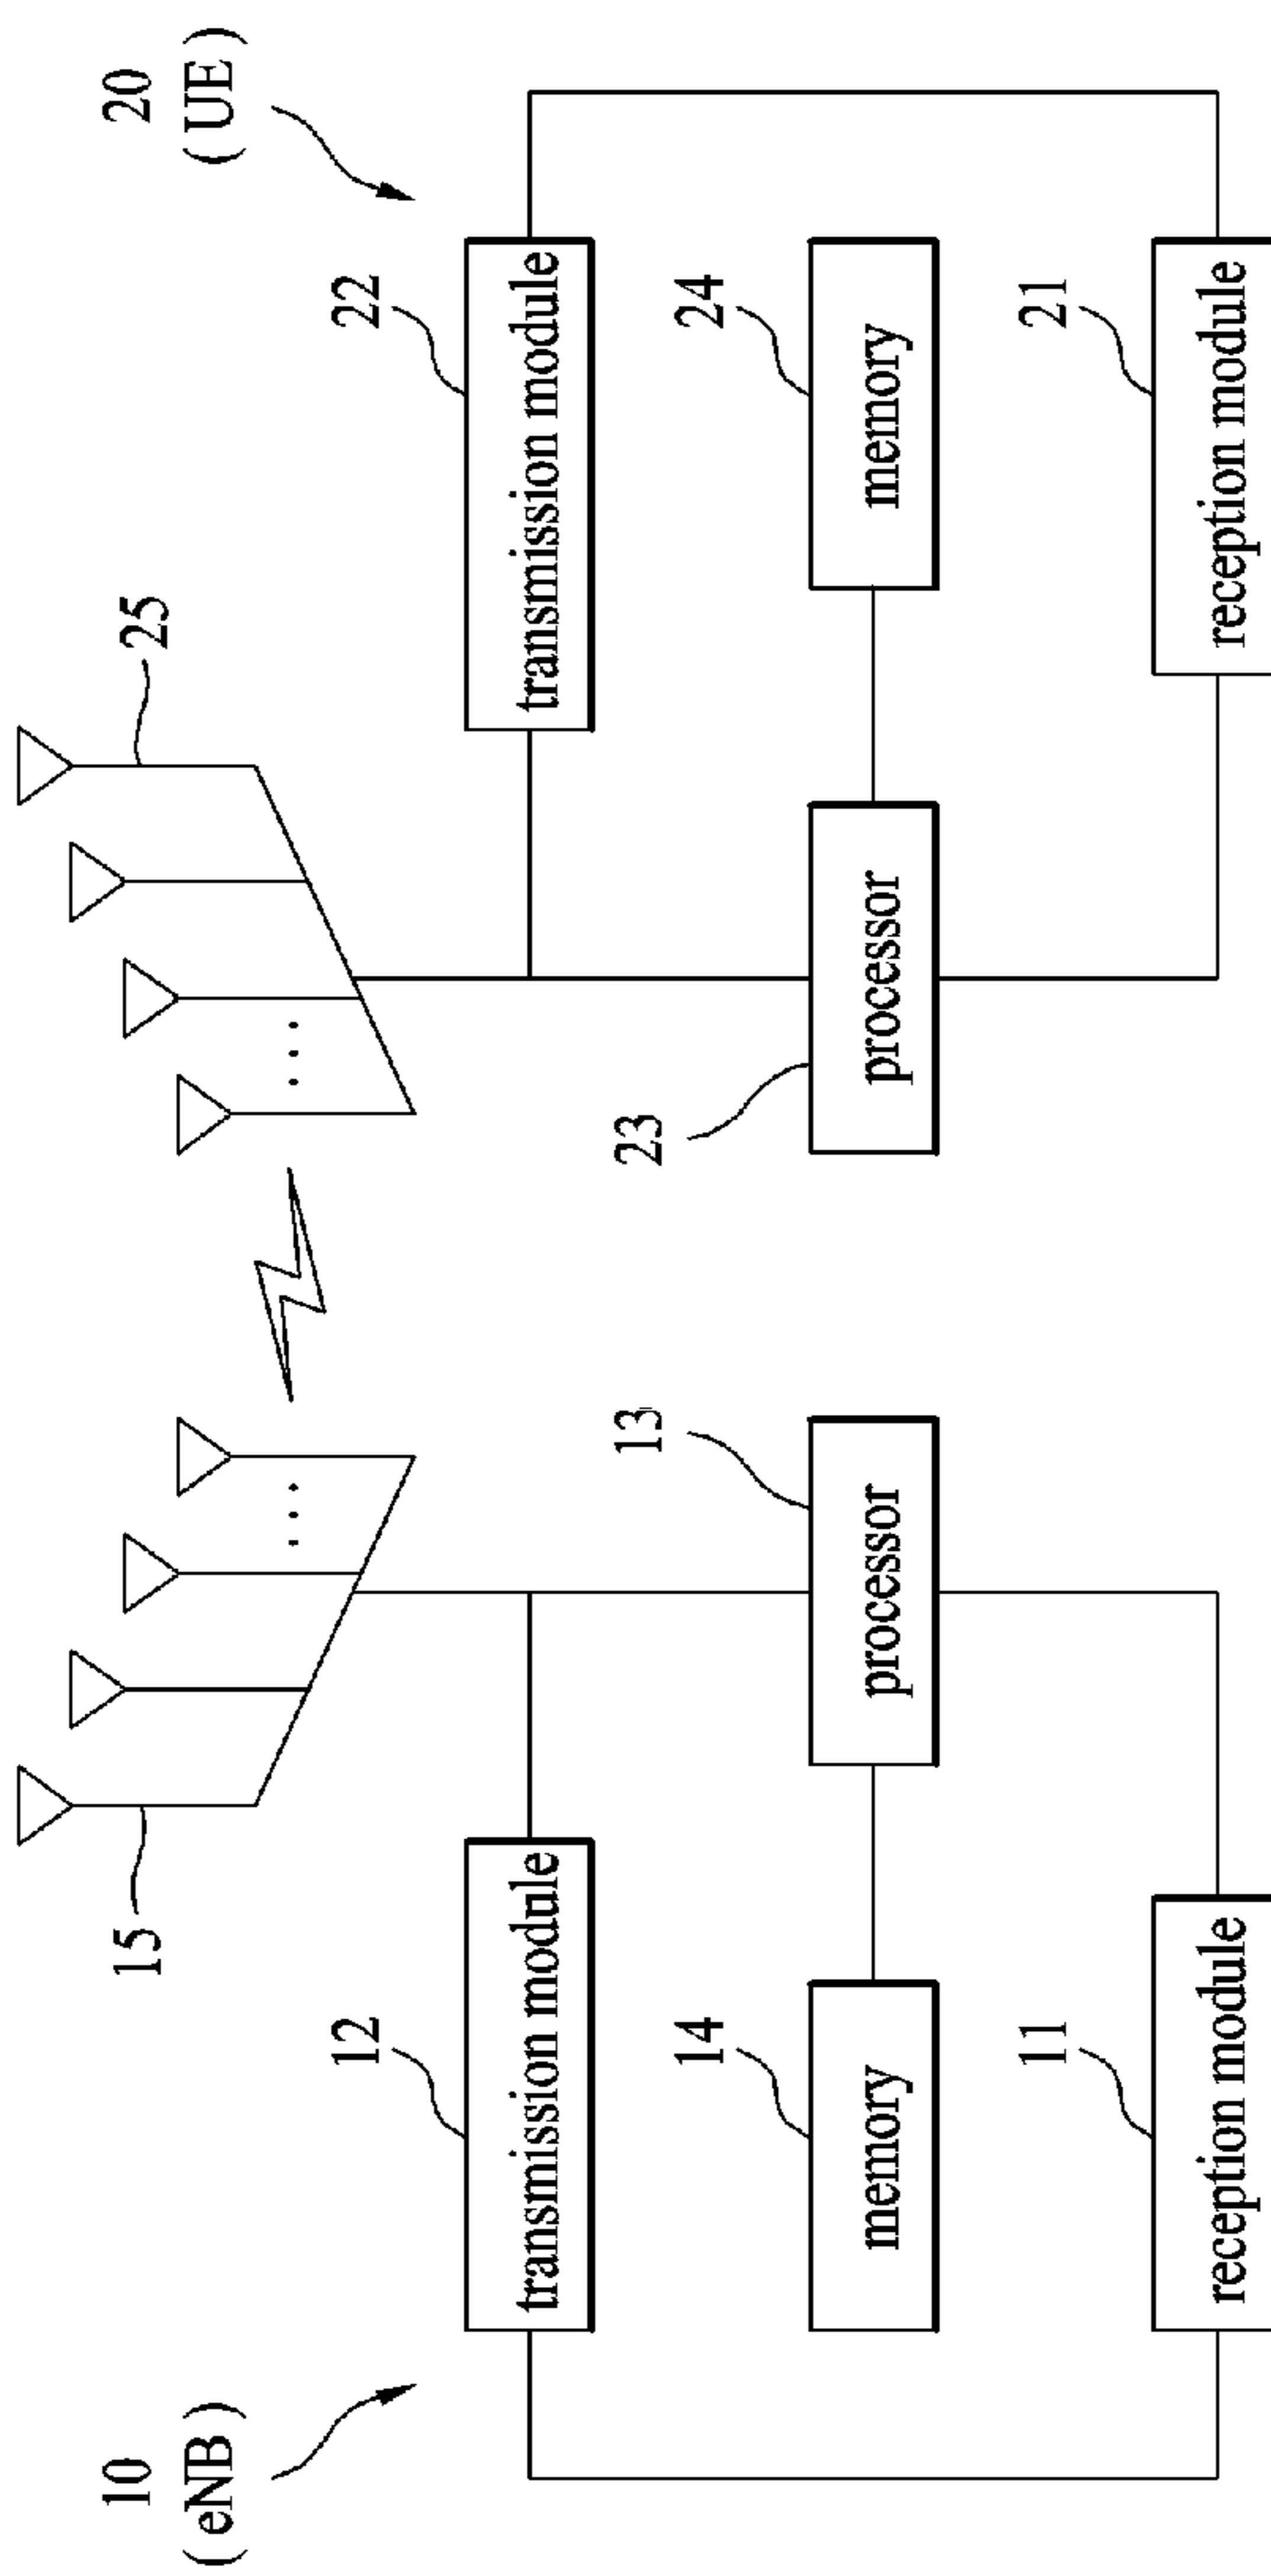 10
( eNB )
15
12
transmission module
14
memory
13
processor
11
reception module
20
( UE )
25
22
transmission module
23
processor
24
memory
21
reception module